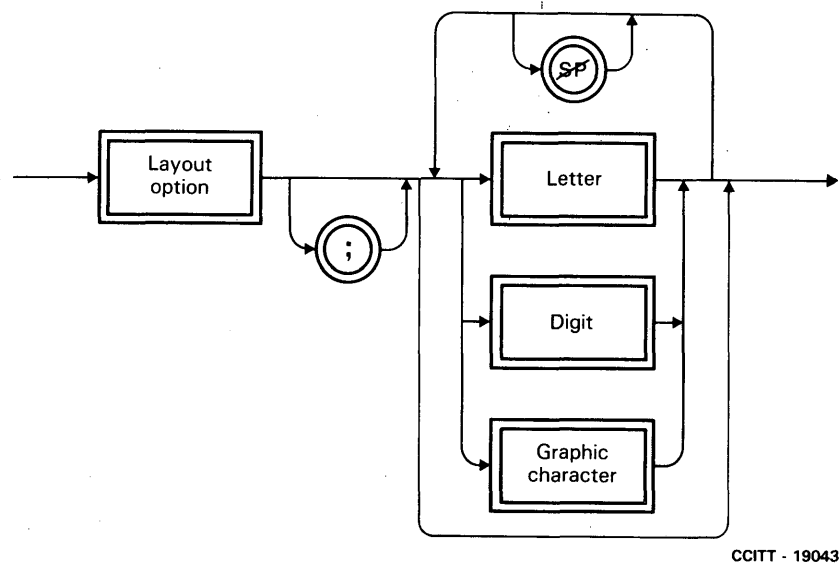 SP
Layout
option
Letter
;
Digit
Graphic
character
CCITT - 19043